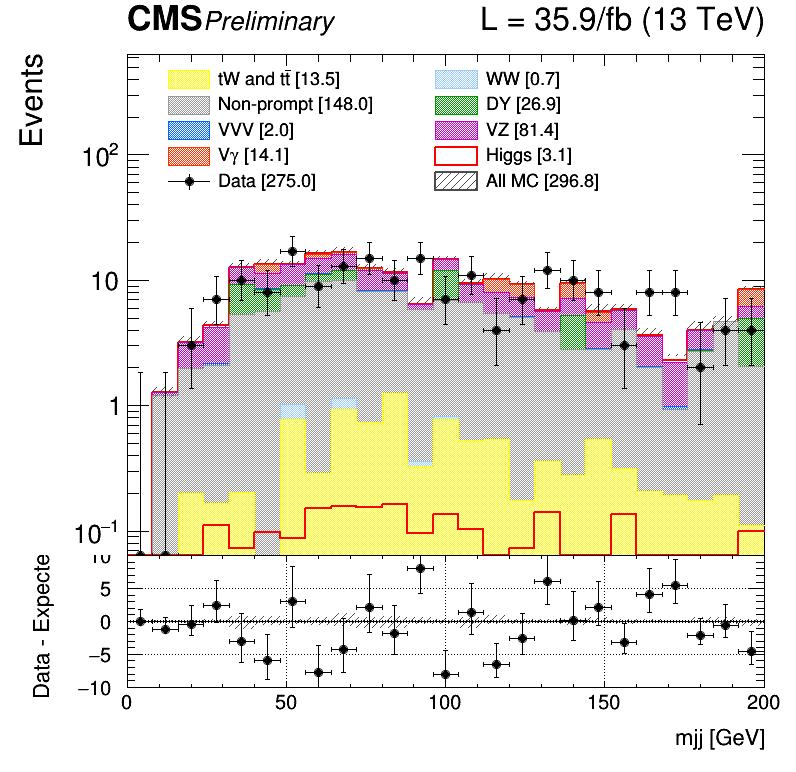 CMS Preliminary L = 35.9/fb (13 TeV)
Events
tW and tt̄ [13.5]
WW [0.7]
Non-prompt [148.0]
DY [26.9]
VVV [2.0]
VZ [81.4]
Vγ [14.1]
Higgs [3.1]
Data [275.0]
All MC [296.8]
10²
10
1
10⁻¹
Data - Expecte
10
5
0
−5
−10
0 50 100 150 200
mjj [GeV]